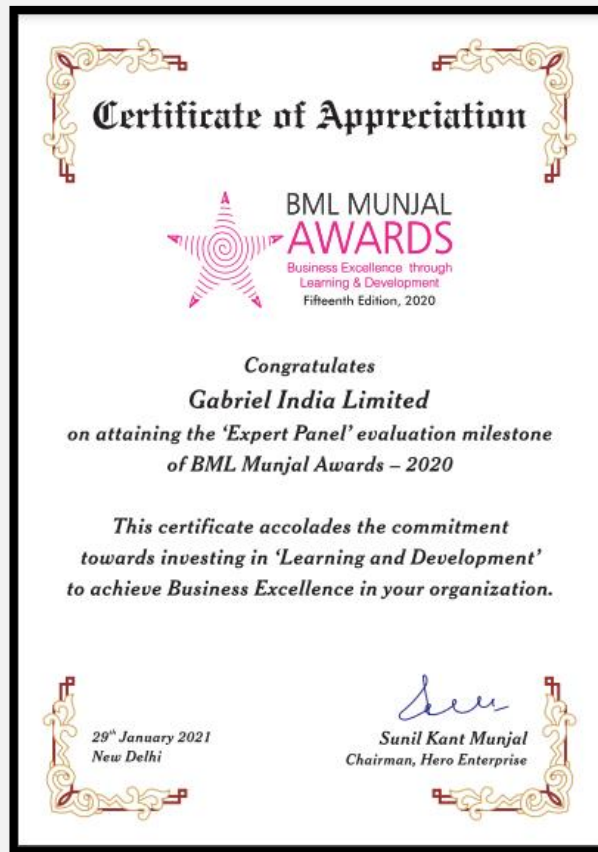 Certificate of Appreciation
BML MUNJAL
AWARDS
Business Excellence through
Learning & Development
Fifteenth Edition, 2020
Congratulates
Gabriel India Limited
on attaining the ‘Expert Panel’ evaluation milestone
of BML Munjal Awards – 2020
This certificate accolades the commitment
towards investing in ‘Learning and Development’
to achieve Business Excellence in your organization.
29th January 2021
New Delhi
Sunil Kant Munjal
Chairman, Hero Enterprise